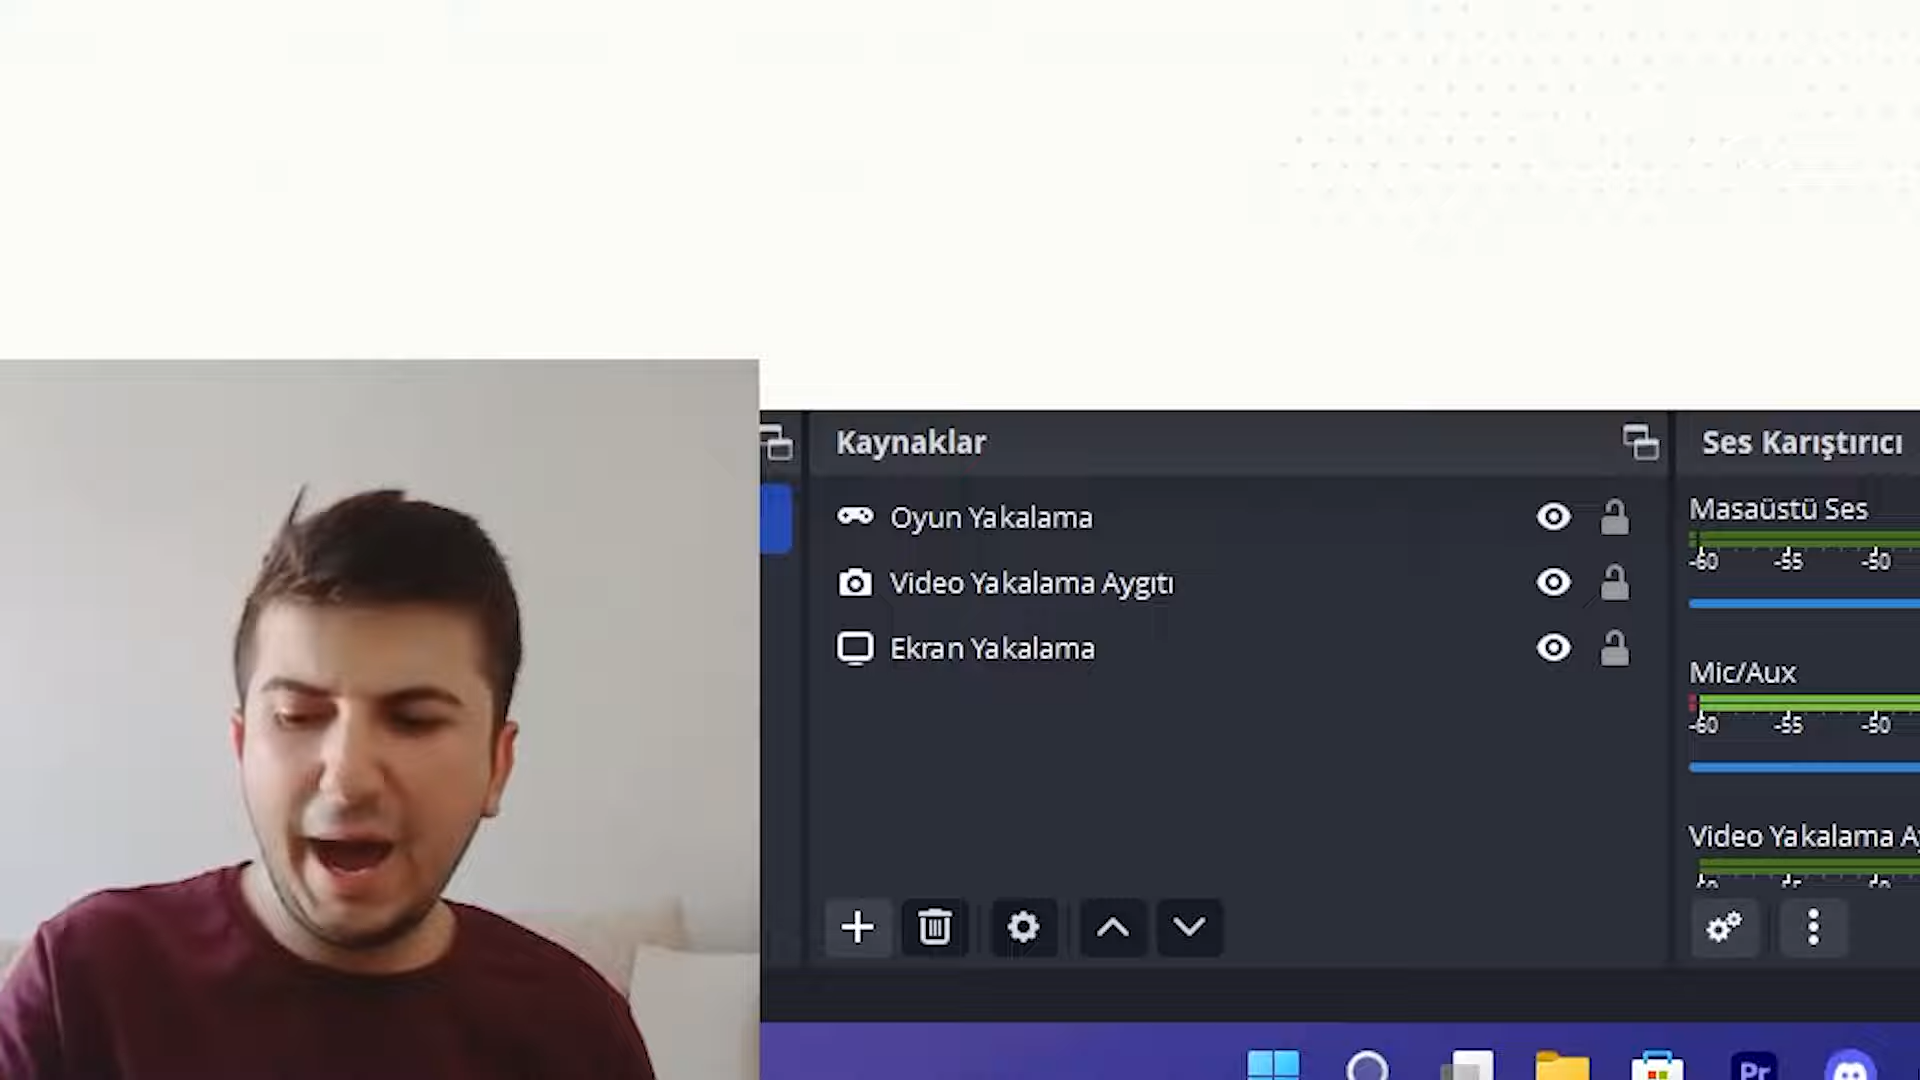 Kaynaklar
Oyun Yakalama
Video Yakalama Aygıtı
Ekran Yakalama
Ses Karıştırıcı
Masaüstü Ses
-60 -55 -50
Mic/Aux
-60 -55 -50
Video Yakalama
Pr